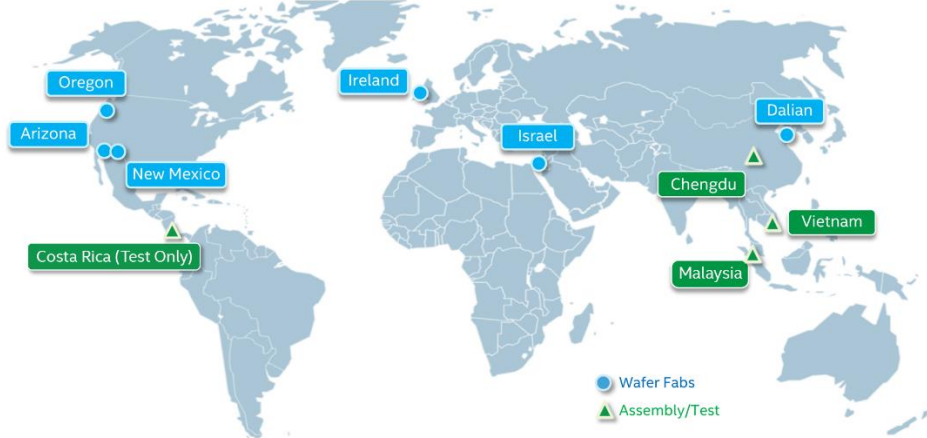 Ireland
Oregon
Dalian
Arizona
Israel
New Mexico
Chengdu
Vietnam
Costa Rica (Test Only)
Malaysia
Wafer Fabs
Assembly/Test